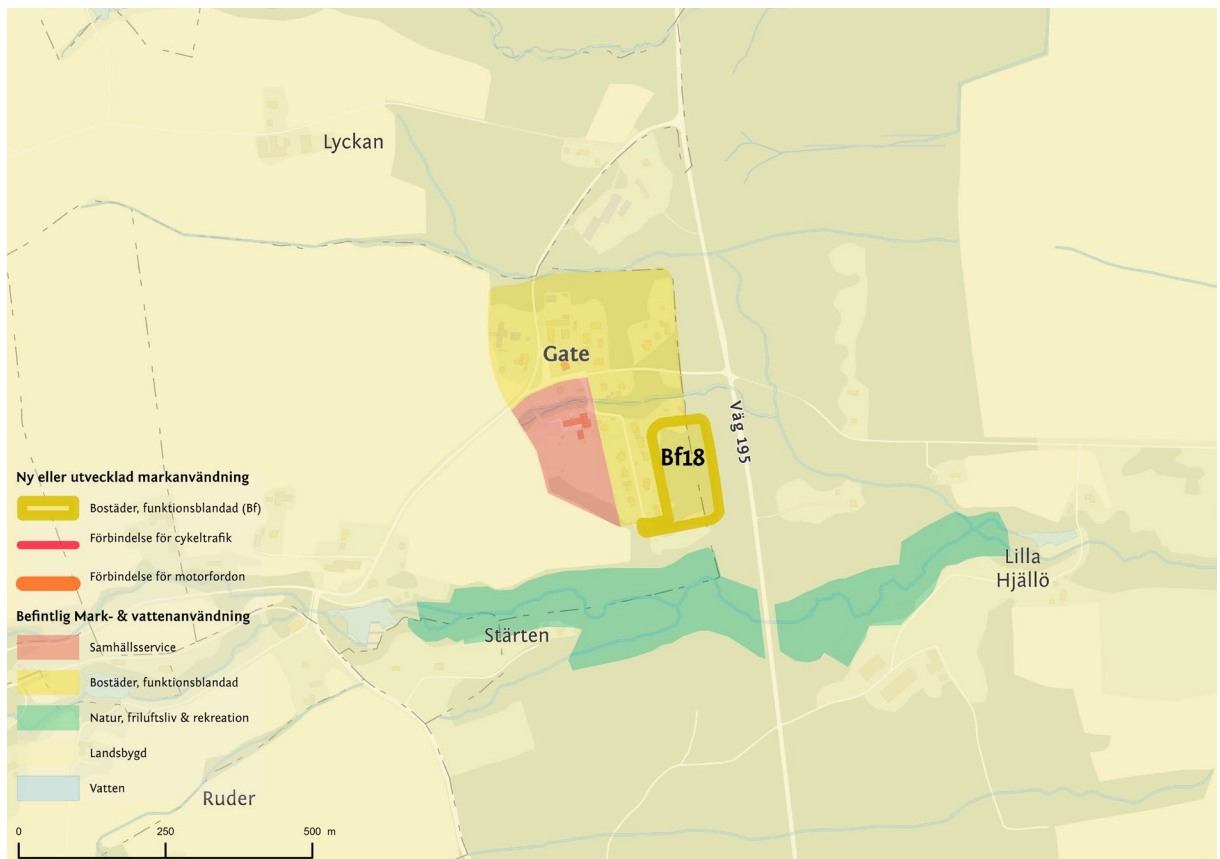 Lyckan
Gate
Väg 195
Bf18
Ny eller utvecklad markanvändning
Bostäder, funktionsblandad (Bf)
Förbindelse för cykeltrafik
Förbindelse för motorfordon
Befintlig Mark- & vattenanvändning
Samhällsservice
Bostäder, funktionsblandad
Natur, friluftsliv & rekreation
Landsbygd
Vatten
Lilla
Hjällö
Stärten
Ruder
0 250 500 m